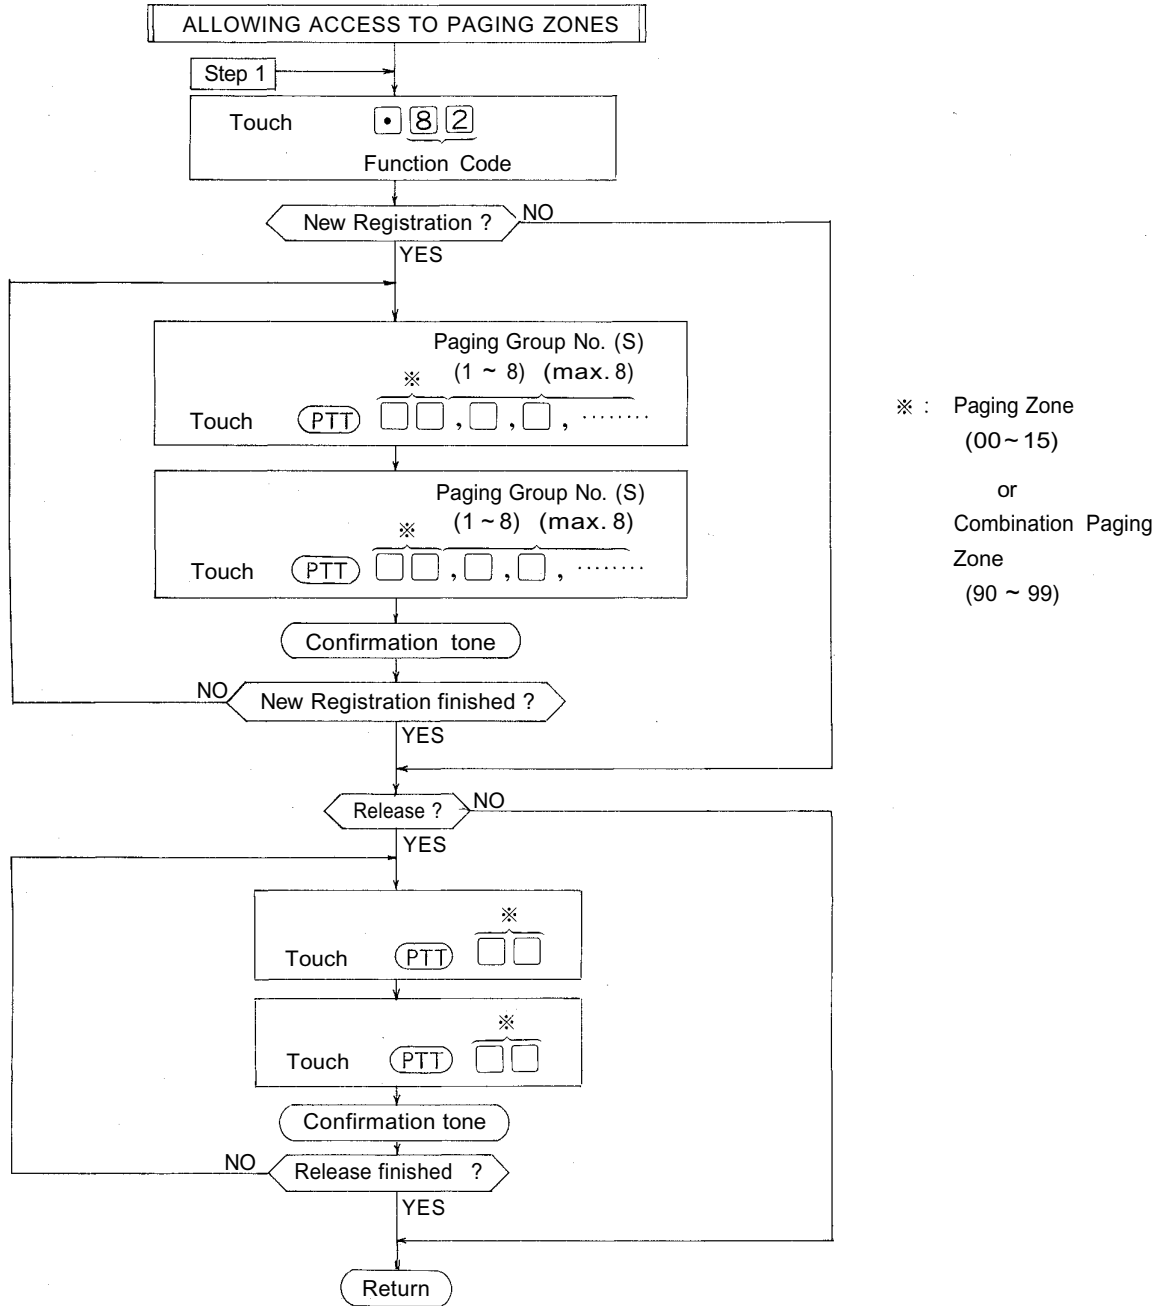 ALLOWING ACCESS TO PAGING ZONES
Step 1
Touch • 8 2
Function Code
New Registration ? NO
YES
Paging Group No. (S)
※ (1 ~ 8) (max. 8)
Touch PTT □ □ , □ , □ , ········
Paging Group No. (S)
※ (1 ~ 8) (max. 8)
Touch PTT □ □ , □ , □ , ········
※ : Paging Zone
(00~ 15)
or
Combination Paging
Zone
(90 ~ 99)
Confirmation tone
NO New Registration finished ?
YES
Release ? NO
YES
※
Touch PTT □ □
※
Touch PTT □ □
Confirmation tone
NO Release finished ?
YES
Return